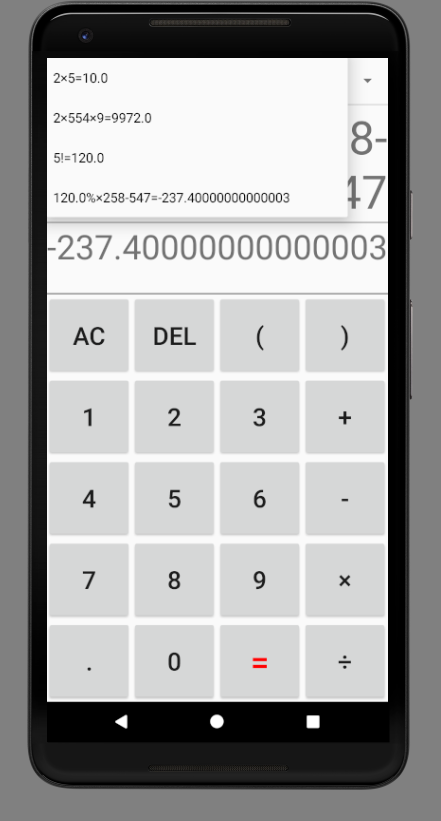 2×5=10.0
2×554×9=9972.0
5!=120.0
120.0%×258-547=-237.40000000000003
8-
47
-237.40000000000003
AC DEL ( )
1 2 3 +
4 5 6 -
7 8 9 ×
. 0 = ÷